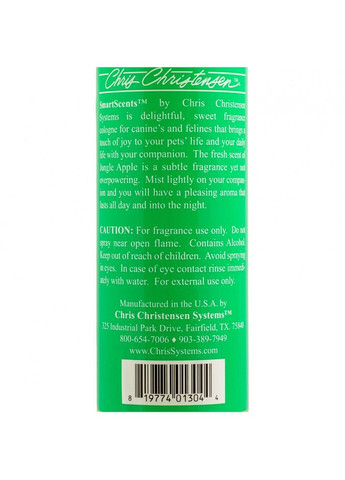 Chris Christensen™
SmartScents™ by Chris Christensen
Systems is delightful, sweet fragrance
cologne for canine's and felines that brings a
touch of joy to your pets' life and your daily
life with your companion. The fresh scent of
Jungle Apple is a subtle fragrance yet not
overpowering. Mist lightly on your compan-
sion and you will have a pleasing aroma that
lasts all day and into the night.
CAUTION: For fragrance use only. Do not
spray near open flame. Contains Alcohol.
Keep out of reach of children. Avoid spraying
in eyes. In case of eye contact rinse immedi-
ately with water. For external use only.
Manufactured in the U.S.A. by
Chris Christensen Systems™
325 Industrial Park Drive, Fairfield, TX. 75840
800-654-7006 ♦ 903-389-7949
www.ChrisSystems.com
8 19774 01304 4